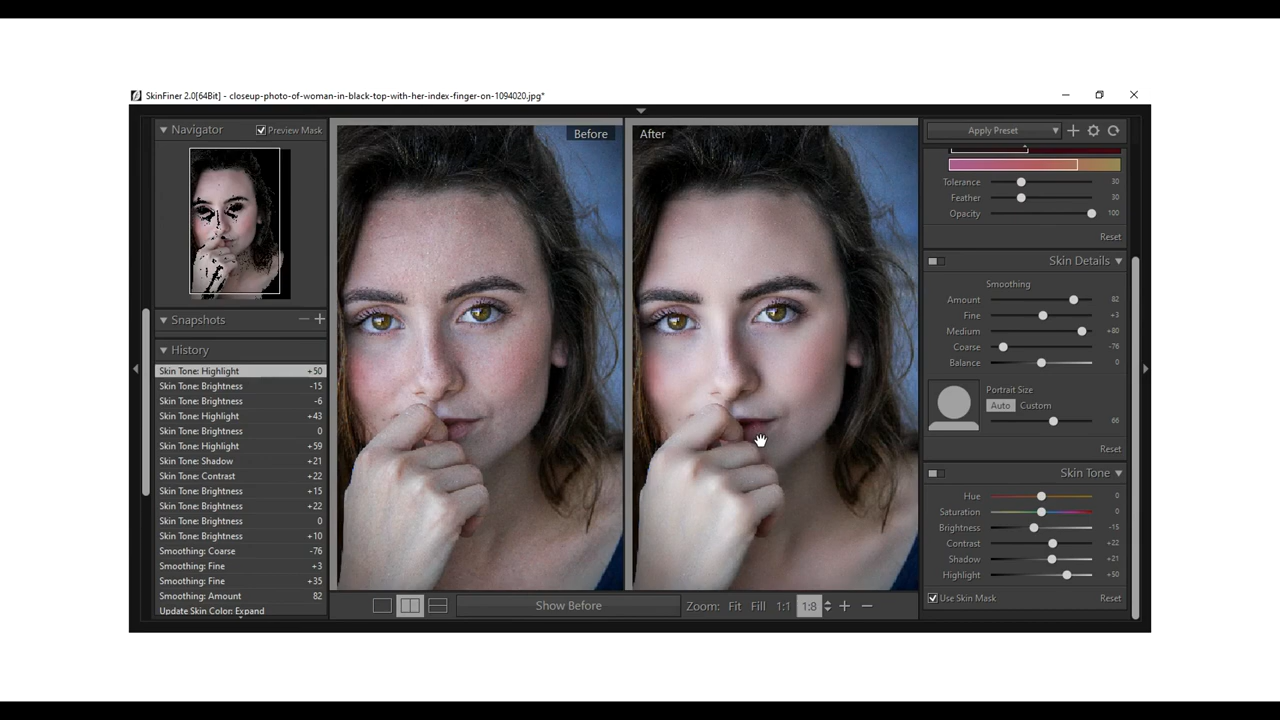 SkinFiner 2.0[64Bit] - closeup-photo-of-woman-in-black-top-with-her-index-finger-on-1094020.jpg*
Navigator
Preview Mask
Snapshots
History
Skin Tone: Highlight +50
Skin Tone: Brightness -15
Skin Tone: Brightness -6
Skin Tone: Highlight +43
Skin Tone: Brightness 0
Skin Tone: Highlight +59
Skin Tone: Shadow +21
Skin Tone: Contrast +22
Skin Tone: Brightness +15
Skin Tone: Brightness +22
Skin Tone: Brightness 0
Skin Tone: Brightness +10
Smoothing: Coarse -76
Smoothing: Fine +3
Smoothing: Fine +35
Smoothing: Amount 82
Update Skin Color: Expand
Before
After
Show Before
Zoom: Fit Fill 1:1 1:8
Apply Preset
Tolerance 30
Feather 30
Opacity 100
Reset
Skin Details
Smoothing
Amount 82
Fine +3
Medium +80
Coarse -76
Balance 0
Portrait Size
Auto Custom
66
Reset
Skin Tone
Hue 0
Saturation 0
Brightness -15
Contrast +22
Shadow +21
Highlight +50
Use Skin Mask Reset